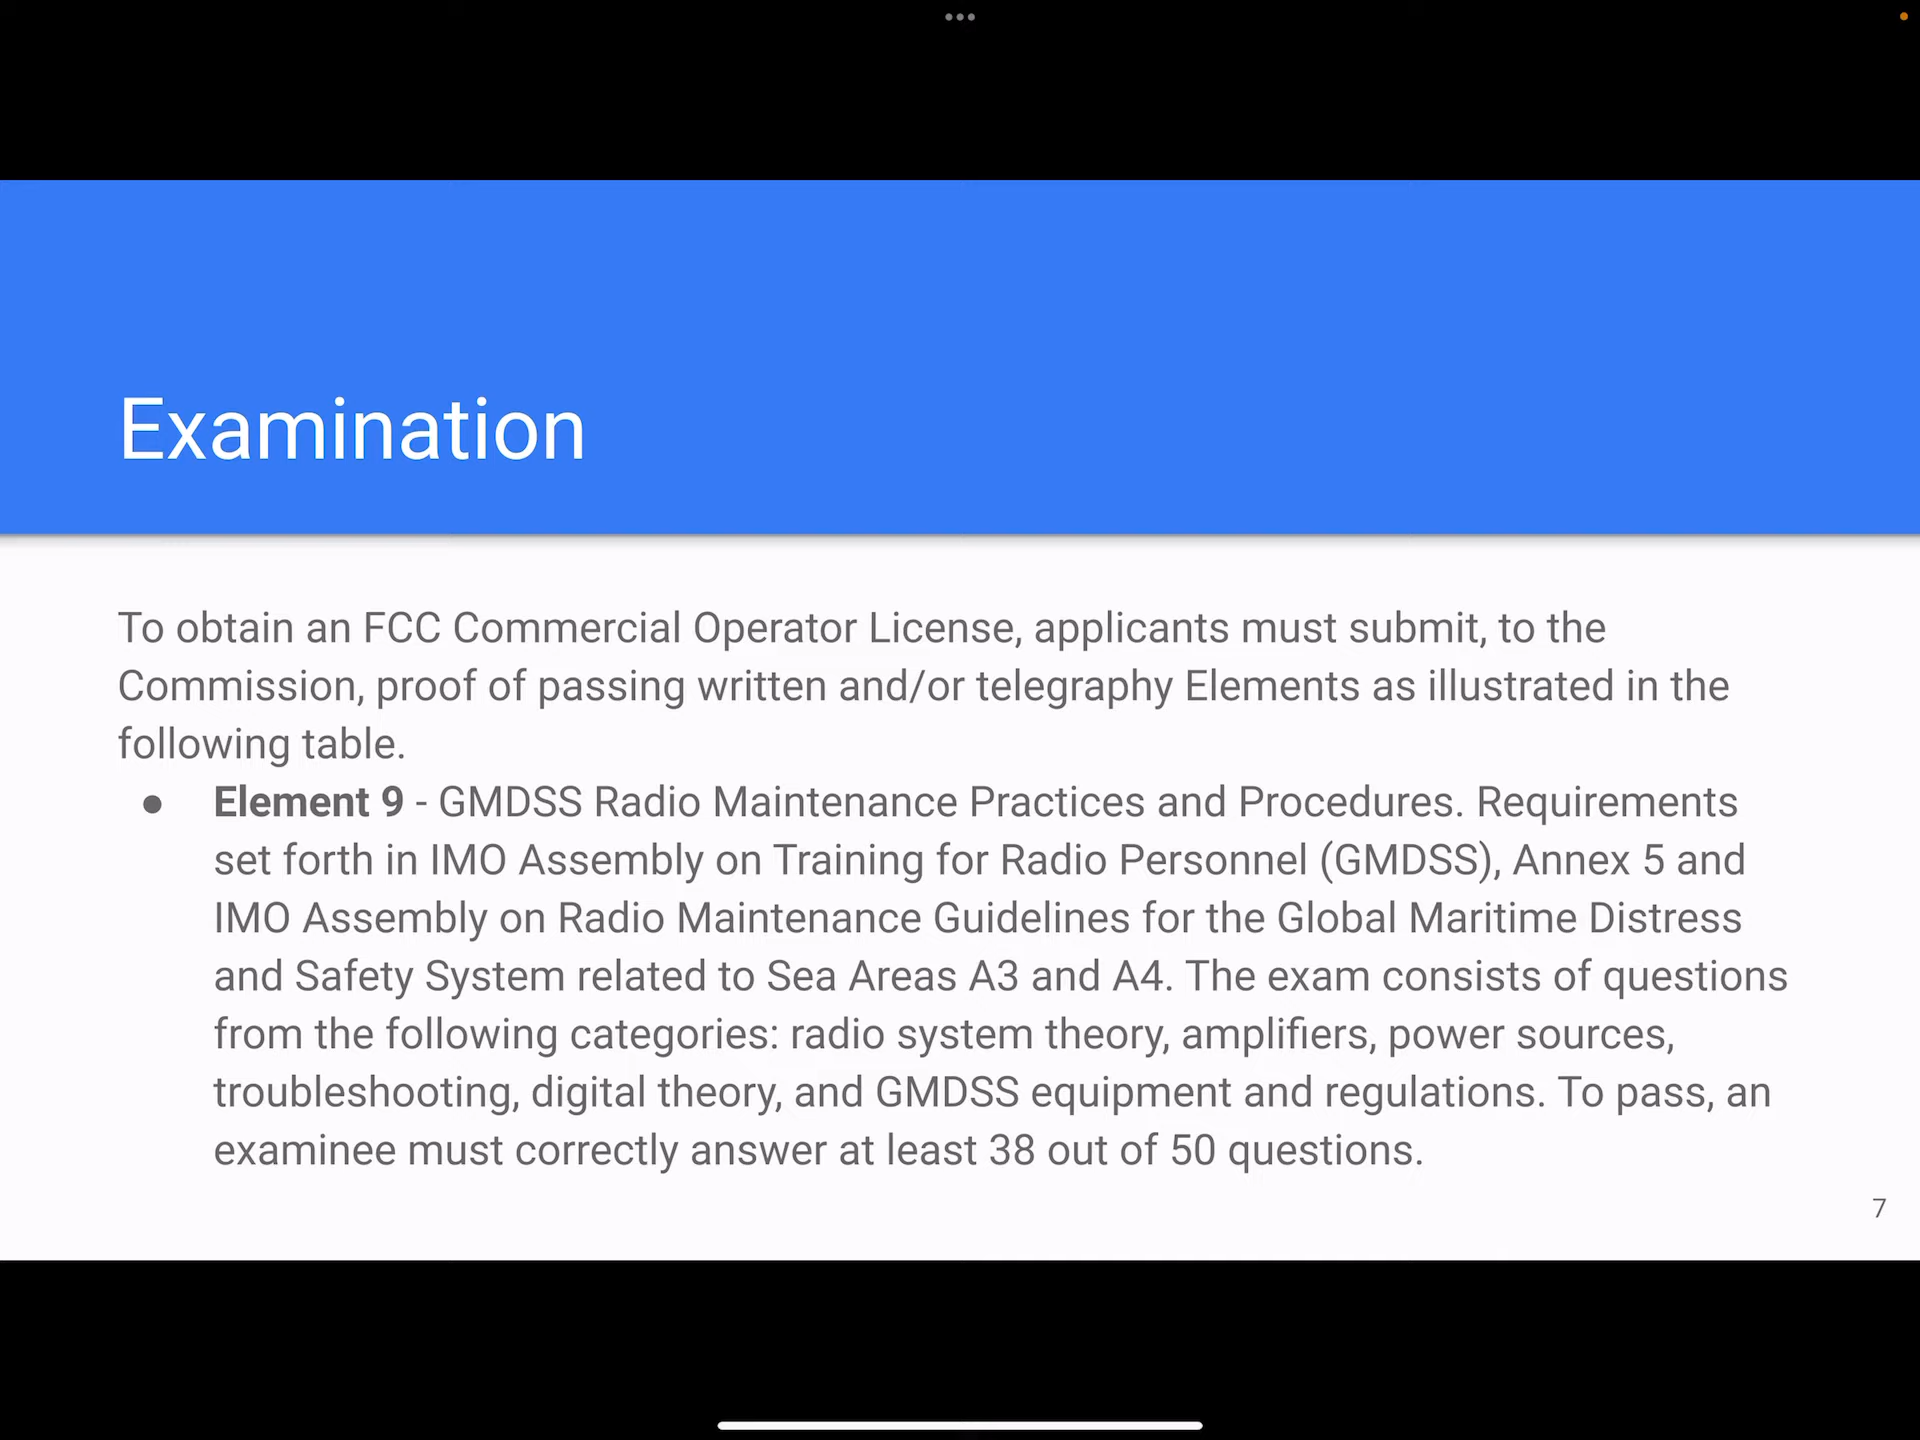 Examination
To obtain an FCC Commercial Operator License, applicants must submit, to the
Commission, proof of passing written and/or telegraphy Elements as illustrated in the
following table.
● Element 9 - GMDSS Radio Maintenance Practices and Procedures. Requirements
set forth in IMO Assembly on Training for Radio Personnel (GMDSS), Annex 5 and
IMO Assembly on Radio Maintenance Guidelines for the Global Maritime Distress
and Safety System related to Sea Areas A3 and A4. The exam consists of questions
from the following categories: radio system theory, amplifiers, power sources,
troubleshooting, digital theory, and GMDSS equipment and regulations. To pass, an
examinee must correctly answer at least 38 out of 50 questions.
7